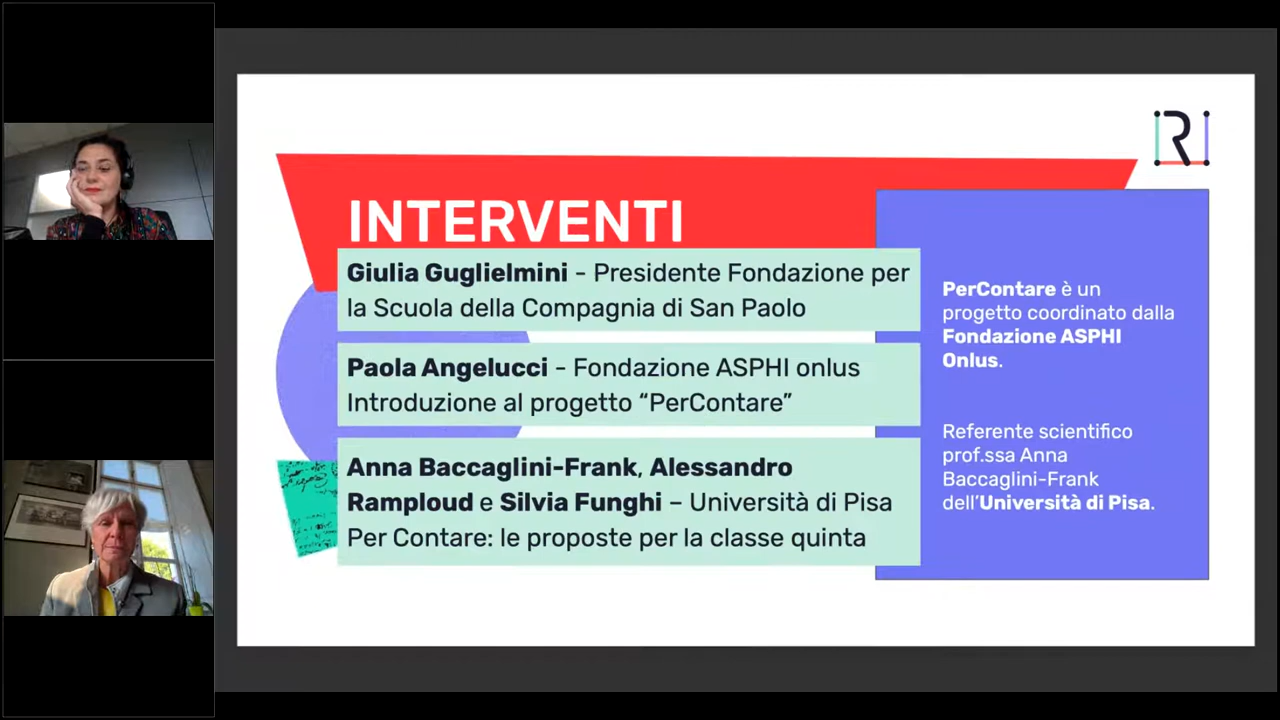 INTERVENTI
Giulia Guglielmini - Presidente Fondazione per
la Scuola della Compagnia di San Paolo
Paola Angelucci - Fondazione ASPHI onlus
Introduzione al progetto “PerContare”
Anna Baccaglini-Frank, Alessandro
Ramploud e Silvia Funghi – Università di Pisa
Per Contare: le proposte per la classe quinta
R
PerContare è un
progetto coordinato dalla
Fondazione ASPHI
Onlus.
Referente scientifico
prof.ssa Anna
Baccaglini-Frank
dell’Università di Pisa.